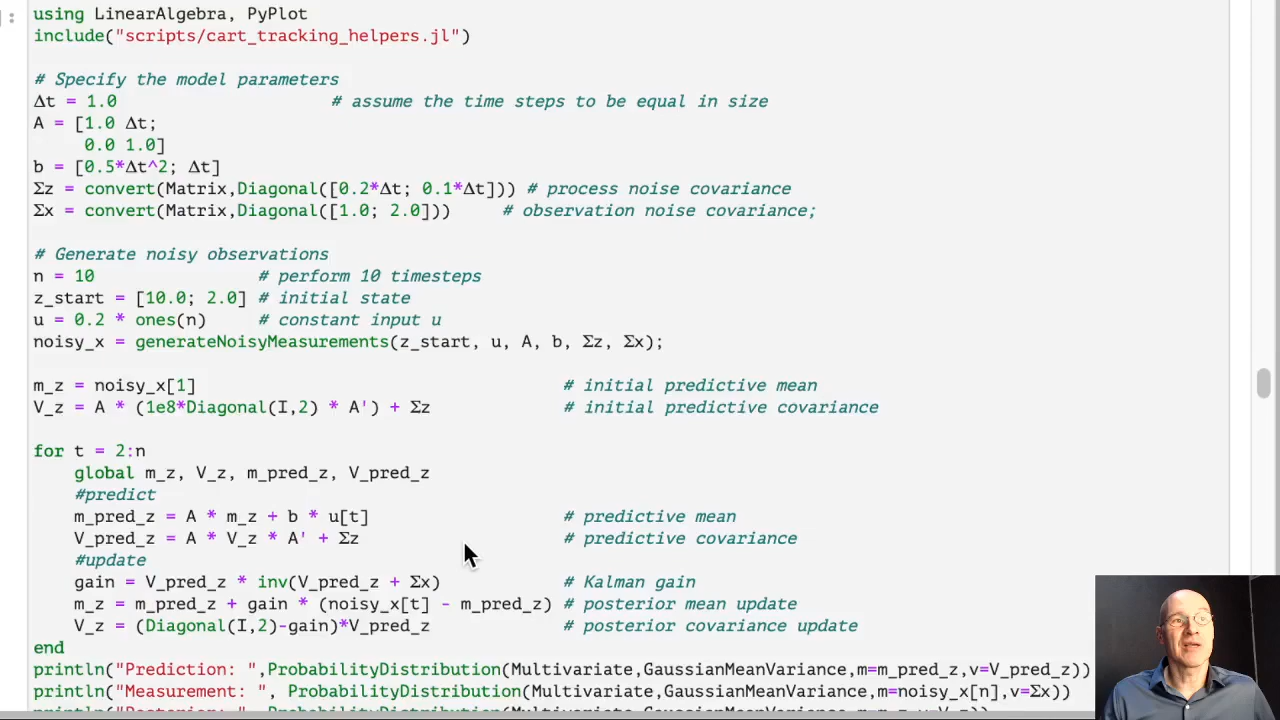 using LinearAlgebra, PyPlot
include("scripts/cart_tracking_helpers.jl")
# Specify the model parameters
Δt = 1.0 # assume the time steps to be equal in size
A = [1.0 Δt;
0.0 1.0]
b = [0.5*Δt^2; Δt]
Σz = convert(Matrix,Diagonal([0.2*Δt; 0.1*Δt])) # process noise covariance
Σx = convert(Matrix,Diagonal([1.0; 2.0])) # observation noise covariance;
# Generate noisy observations
n = 10 # perform 10 timesteps
z_start = [10.0; 2.0] # initial state
u = 0.2 * ones(n) # constant input u
noisy_x = generateNoisyMeasurements(z_start, u, A, b, Σz, Σx);
m_z = noisy_x[1] # initial predictive mean
V_z = A * (1e8*Diagonal(I,2) * A') + Σz # initial predictive covariance
for t = 2:n
global m_z, V_z, m_pred_z, V_pred_z
#predict
m_pred_z = A * m_z + b * u[t] # predictive mean
V_pred_z = A * V_z * A' + Σz # predictive covariance
#update
gain = V_pred_z * inv(V_pred_z + Σx) # Kalman gain
m_z = m_pred_z + gain * (noisy_x[t] - m_pred_z) # posterior mean update
V_z = (Diagonal(I,2)-gain)*V_pred_z # posterior covariance update
end
println("Prediction: ",ProbabilityDistribution(Multivariate,GaussianMeanVariance,m=m_pred_z,v=V_pred_z))
println("Measurement: ", ProbabilityDistribution(Multivariate,GaussianMeanVariance,m=noisy_x[n],v=Σx))